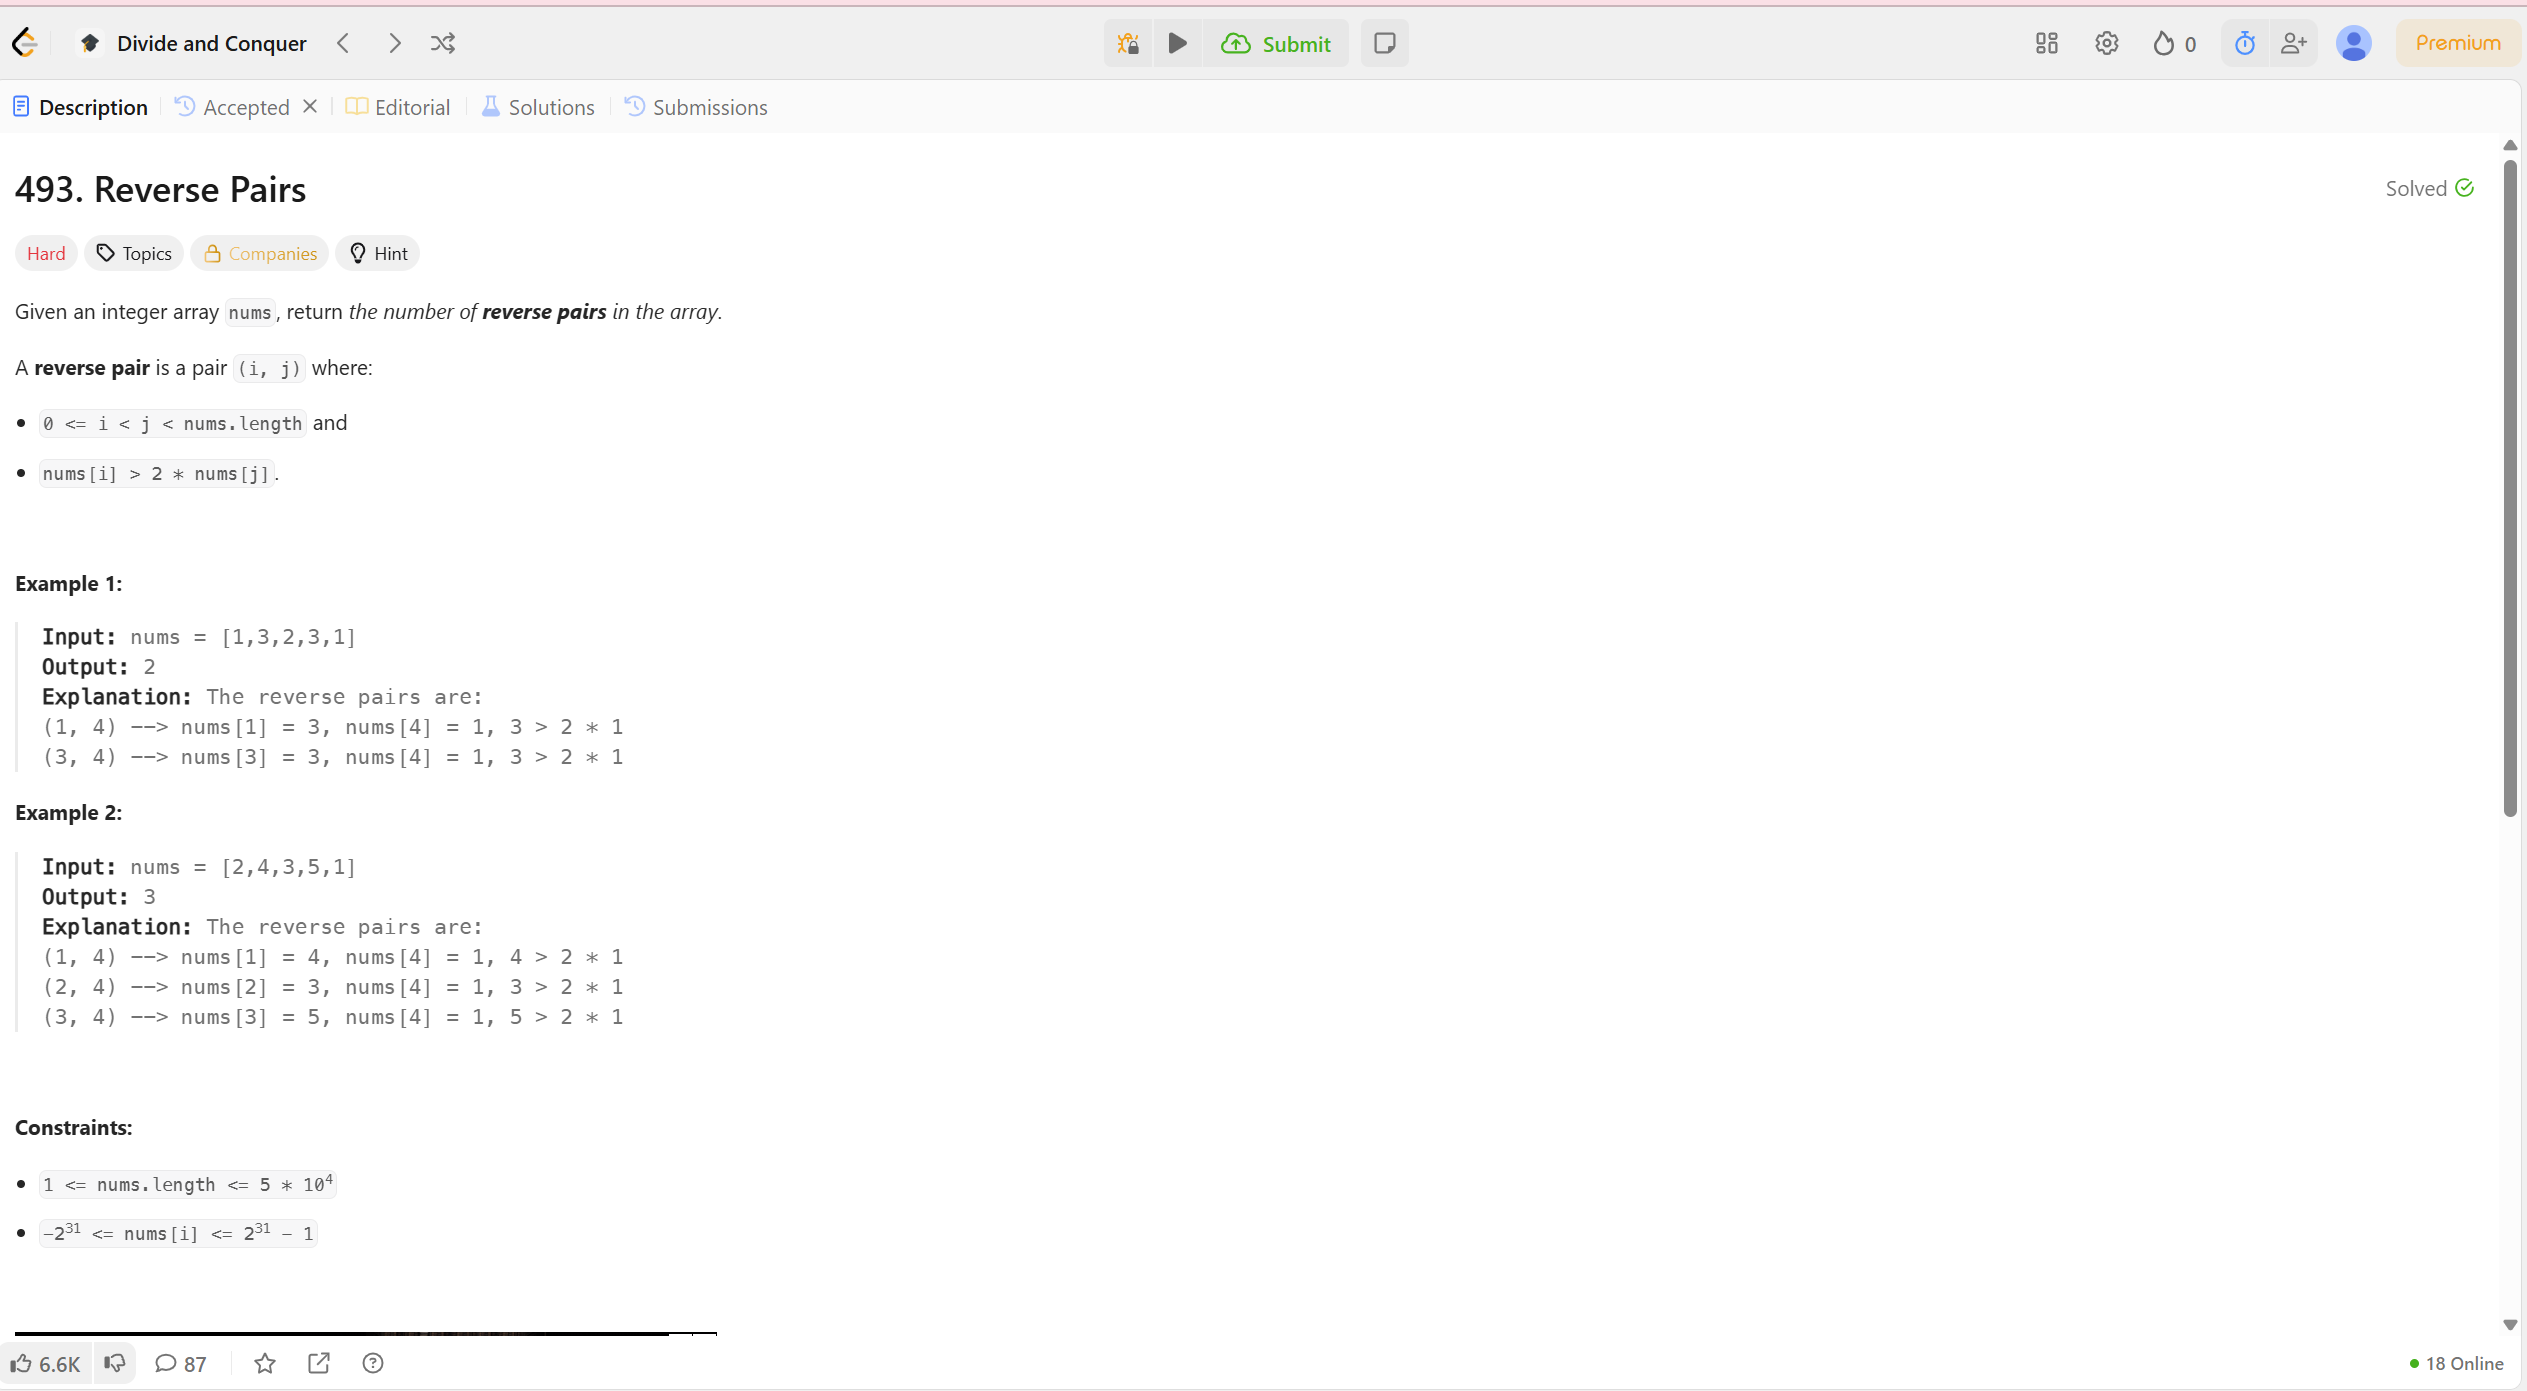 Divide and Conquer Submit 0 Premium
Description Accepted Editorial Solutions Submissions
493. Reverse Pairs Solved
Hard Topics Companies Hint
Given an integer array nums, return the number of reverse pairs in the array.
A reverse pair is a pair (i, j) where:
• 0 <= i < j < nums.length and
• nums[i] > 2 * nums[j].
Example 1:
Input: nums = [1,3,2,3,1]
Output: 2
Explanation: The reverse pairs are:
(1, 4) --> nums[1] = 3, nums[4] = 1, 3 > 2 * 1
(3, 4) --> nums[3] = 3, nums[4] = 1, 3 > 2 * 1
Example 2:
Input: nums = [2,4,3,5,1]
Output: 3
Explanation: The reverse pairs are:
(1, 4) --> nums[1] = 4, nums[4] = 1, 4 > 2 * 1
(2, 4) --> nums[2] = 3, nums[4] = 1, 3 > 2 * 1
(3, 4) --> nums[3] = 5, nums[4] = 1, 5 > 2 * 1
Constraints:
• 1 <= nums.length <= 5 * 10⁴
• -2³¹ <= nums[i] <= 2³¹ - 1
6.6K 87 18 Online